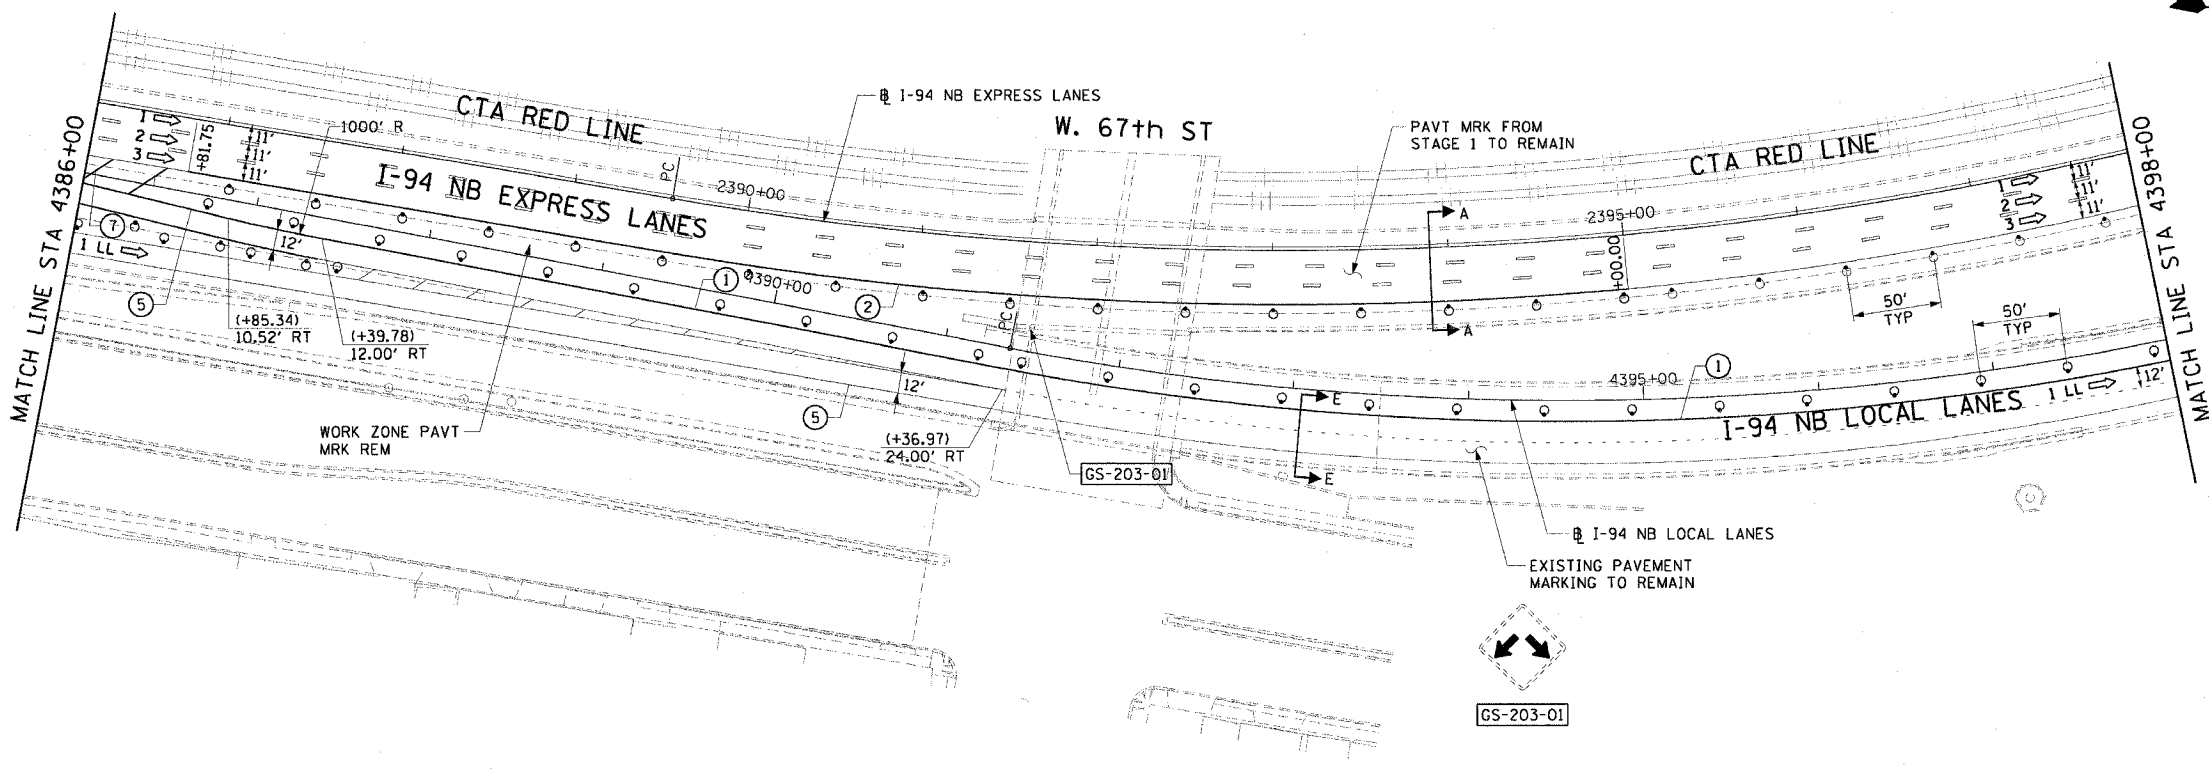 MATCH LINE STA 4386+00
1
2
3
+81.75
11'
11'
11'
1000' R
CTA RED LINE
PC
2390+00
℄ I-94 NB EXPRESS LANES
W. 67th ST
PAVT MRK FROM
STAGE 1 TO REMAIN
A
A
CTA RED LINE
2395+00
+00.00
1
2
3
11'
11'
11'
MATCH LINE STA 4398+00
I-94 NB EXPRESS LANES
7
1 LL
12'
5
(+85.34)
10.52' RT
(+39.78)
12.00' RT
1
4390+00
2
PC
50'
TYP
50'
TYP
4395+00
1
12'
5
(+36.97)
24.00' RT
GS-203-01
E
E
I-94 NB LOCAL LANES
1 LL
12'
WORK ZONE PAVT
MRK REM
℄ I-94 NB LOCAL LANES
EXISTING PAVEMENT
MARKING TO REMAIN
GS-203-01